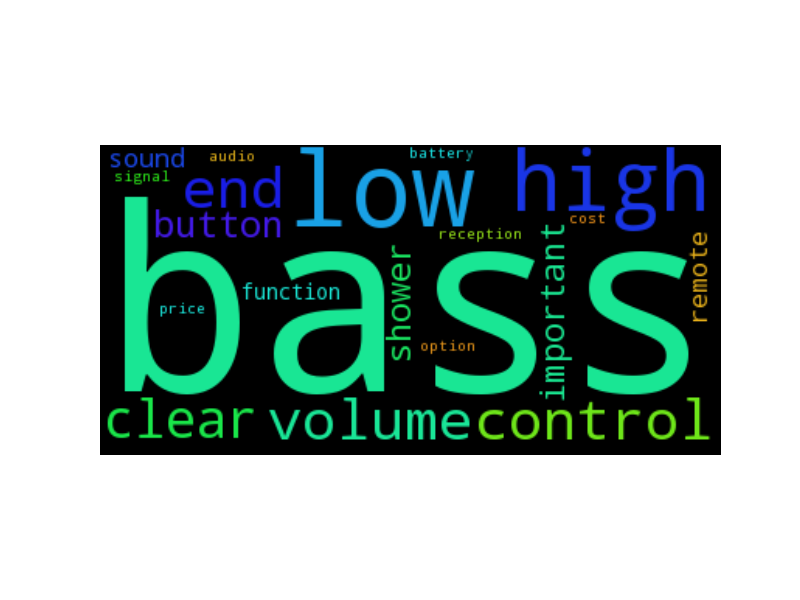 sound
audio
battery
signal
low
high
end
button
cost
reception
important
remote
bass
shower
function
price
option
clear
volume
control